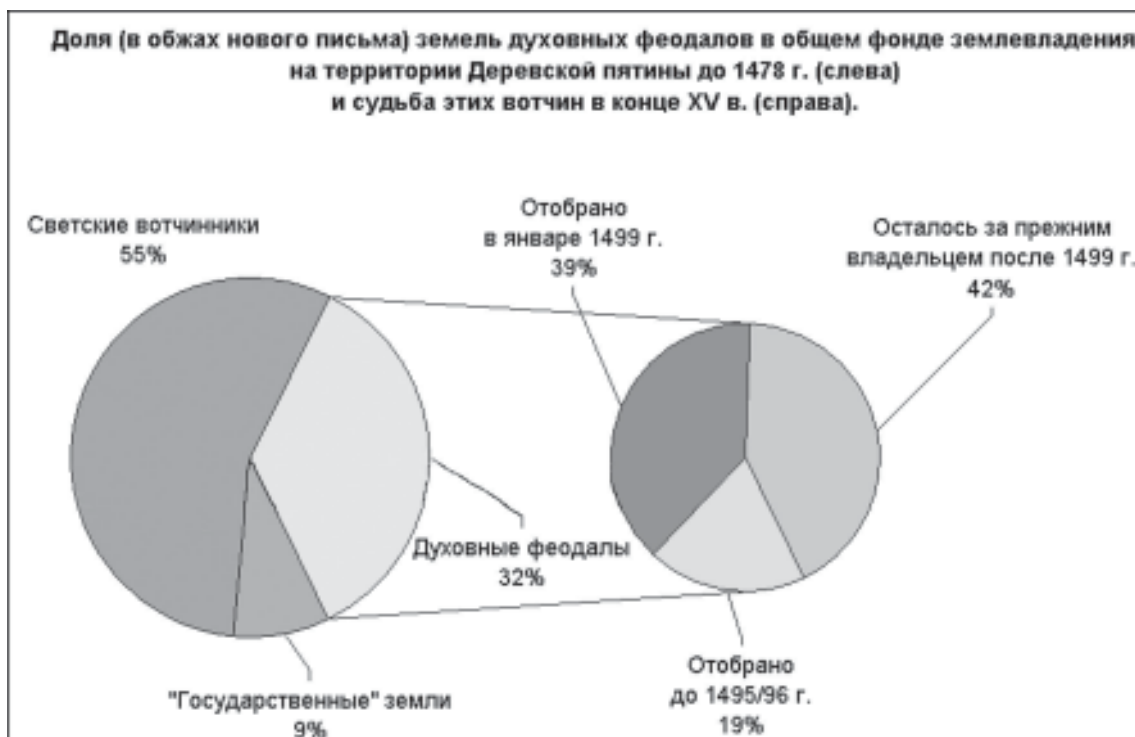 Доля (в обжах нового письма) земель духовных феодалов в общем фонде землевладения
на территории Деревской пятины до 1478 г. (слева)
и судьба этих вотчин в конце XV в. (справа).
Светские вотчинники
55%
Отобрано
в январе 1499 г.
39%
Осталось за прежним
владельцем после 1499 г.
42%
Духовные феодалы
32%
"Государственные" земли
9%
Отобрано
до 1495/96 г.
19%